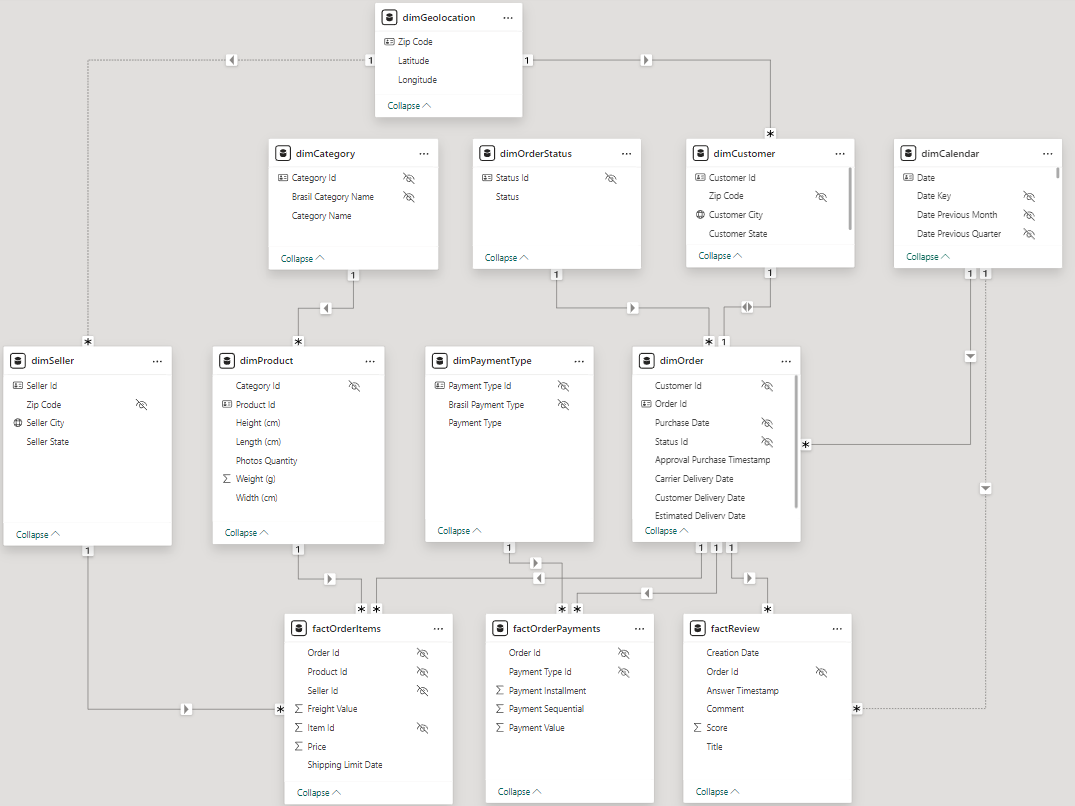 dimGeolocation
Zip Code
Latitude
Longitude
Collapse
1
1
*
*
dimCategory
Category Id
Brasil Category Name
Category Name
Collapse
1
*
dimOrderStatus
Status Id
Status
Collapse
1
*
dimCustomer
Customer Id
Zip Code
Customer City
Customer State
Collapse
1
1
dimCalendar
Date
Date Key
Date Previous Month
Date Previous Quarter
Collapse
1
1
*
*
dimSeller
Seller Id
Zip Code
Seller City
Seller State
Collapse
1
*
dimProduct
Category Id
Product Id
Height (cm)
Length (cm)
Photos Quantity
Weight (g)
Width (cm)
Collapse
1
*
dimPaymentType
Payment Type Id
Brasil Payment Type
Payment Type
Collapse
1
*
dimOrder
Customer Id
Order Id
Purchase Date
Status Id
Approval Purchase Timestamp
Carrier Delivery Date
Customer Delivery Date
Estimated Delivery Date
Collapse
1
1
1
*
*
*
factOrderItems
Order Id
Product Id
Seller Id
Freight Value
Item Id
Price
Shipping Limit Date
Collapse
factOrderPayments
Order Id
Payment Type Id
Payment Installment
Payment Sequential
Payment Value
Collapse
factReview
Creation Date
Order Id
Answer Timestamp
Comment
Score
Title
Collapse